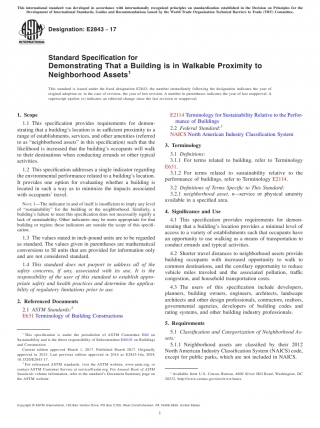 This international standard was developed in accordance with internationally recognized principles on standardization established in the Decision on Principles for the
Development of International Standards, Guides and Recommendations issued by the World Trade Organization Technical Barriers to Trade (TBT) Committee.
Designation: E2843 − 17
Standard Specification for
Demonstrating That a Building is in Walkable Proximity to
Neighborhood Assets1
This standard is issued under the fixed designation E2843; the number immediately following the designation indicates the year of
original adoption or, in the case of revision, the year of last revision. A number in parentheses indicates the year of last reapproval. A
superscript epsilon (ε) indicates an editorial change since the last revision or reapproval.
1. Scope
1.1 This specification provides requirements for demon-
strating that a building's location is in sufficient proximity to a
range of establishments, services, and other amenities (referred
to as "neighborhood assets" in this specification) such that the
likelihood is increased that the building's occupants will walk
to their destinations when conducting errands or other typical
activities.
1.2 This specification addresses a single indicator regarding
the environmental performance related to a building's location.
It provides one option for evaluating whether a building is
located in such a way as to minimize the impacts associated
with occupants' travel.
NOTE 1—The indicator in and of itself is insufficient to imply any level
of "sustainability" for the building or the neighborhood. Similarly, a
building's failure to meet this specification does not necessarily signify a
lack of sustainability. Other indicators may be more appropriate for that
building or region; those indicators are outside the scope of this specifi-
cation.
1.3 The values stated in inch-pound units are to be regarded
as standard. The values given in parentheses are mathematical
conversions to SI units that are provided for information only
and are not considered standard.
1.4 This standard does not purport to address all of the
safety concerns, if any, associated with its use. It is the
responsibility of the user of this standard to establish appro-
priate safety and health practices and determine the applica-
bility of regulatory limitations prior to use.
2. Referenced Documents
2.1 ASTM Standards:2
E631 Terminology of Building Constructions
1 This specification is under the jurisdiction of ASTM Committee E60 on
Sustainability and is the direct responsibility of Subcommittee E60.01 on Buildings
and Construction.
Current edition approved March 1, 2017. Published March 2017. Originally
approved in 2013. Last previous edition approved in 2016 as
2 For referenced ASTM standards, visit the ASTM website, www.astm.org, or
contact ASTM Customer Service at service@astm.org. For Annual Book of ASTM
Standards volume information, refer to the standard's Document Summary page on
the ASTM website.
E2114 Terminology for Sustainability Relative to the Perfor-
mance of Buildings
2.2 Federal Standard:3
NAICS North American Industry Classification System
3. Terminology
3.1 Definitions:
3.1.1 For terms related to building, refer to Terminology
E631.
3.1.2 For terms related to sustainability relative to the
performance of buildings, refer to Terminology E2114.
3.2 Definitions of Terms Specific to This Standard:
3.2.1 neighborhood asset, n—service or physical amenity
available in a specified area.
4. Significance and Use
4.1 This specification provides requirements for demon-
strating that a building's location provides a minimal level of
access to a variety of establishments such that occupants have
an opportunity to use walking as a means of transportation to
conduct errands and typical activities.
4.2 Shorter travel distances to neighborhood assets provide
building occupants with increased opportunity to walk to
common destinations, and the corollary opportunity to reduce
vehicle miles traveled and the associated pollution, traffic
congestion, and household transportation costs.
4.3 The users of this specification include developers,
planners, building owners, engineers, architects, landscape
architects and other design professionals, contractors, realtors,
governmental agencies, developers of building codes and
rating systems, and other building industry professionals.
5. Requirements
5.1 Classification and Categorization of Neighborhood As-
sets:
5.1.1 Neighborhood assets are classified by their 2012
North American Industry Classification System (NAICS) code,
except for public parks, which are not included in NAICS.
3 Available from U.S. Census Bureau, 4600 Silver Hill Road, Washington, DC
20233, http://www.census.gov/eos/www/naics.
Copyright © ASTM International, 100 Barr Harbor Drive, PO Box C700, West Conshohocken, PA 19428-2959. United States
1